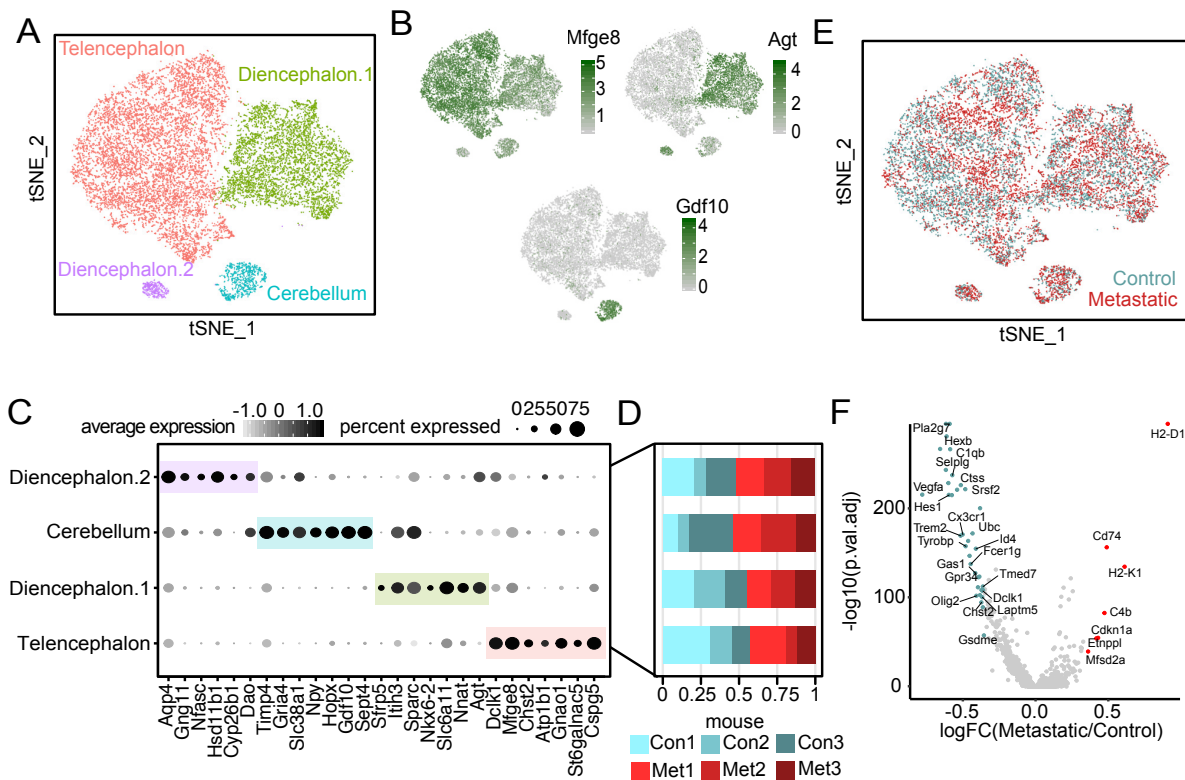 A
Telencephalon
Diencephalon.1
Diencephalon.2
Cerebellum
tSNE_2
tSNE_1
B
Mfge8
5
4
3
2
1
0
Agt
4
2
0
Gdf10
4
2
0
E
Control
Metastatic
tSNE_2
tSNE_1
C
average expression
-1.0 0 1.0
percent expressed
0255075
Diencephalon.2
Cerebellum
Diencephalon.1
Telencephalon
Aqp4
Gng11
Nfasc
Hsd11b1
Cyp26b1
Dao
Timp4
Gria4
Slc38a1
Npy
Hopx
Gdf10
Sept4
Sfrp5
Itih3
Sparc
Nkx6-2
Slc6a11
Nnat
Agt
Dclk1
Mfge8
Chst2
Atp1b1
Gnao1
St6galnac5
Cspg5
D
0 0.25 0.5 0.75 1
mouse
Con1 Con2 Con3
Met1 Met2 Met3
F
-log10(p.val.adj)
200
100
0
-0.5 0.0 0.5
logFC(Metastatic/Control)
Pla2g7
Hexb
C1qb
Selplg
Ctss
Vegfa
Srsf2
Hes1
Cx3cr1
Trem2
Ubc
Tyrobp
Id4
Fcer1g
Gas1
Gpr34
Tmed7
Olig2
Dclk1
Laptm5
Chst2
Gsdme
H2-D1
Cd74
H2-K1
C4b
Cdkn1a
Etnppl
Mfsd2a